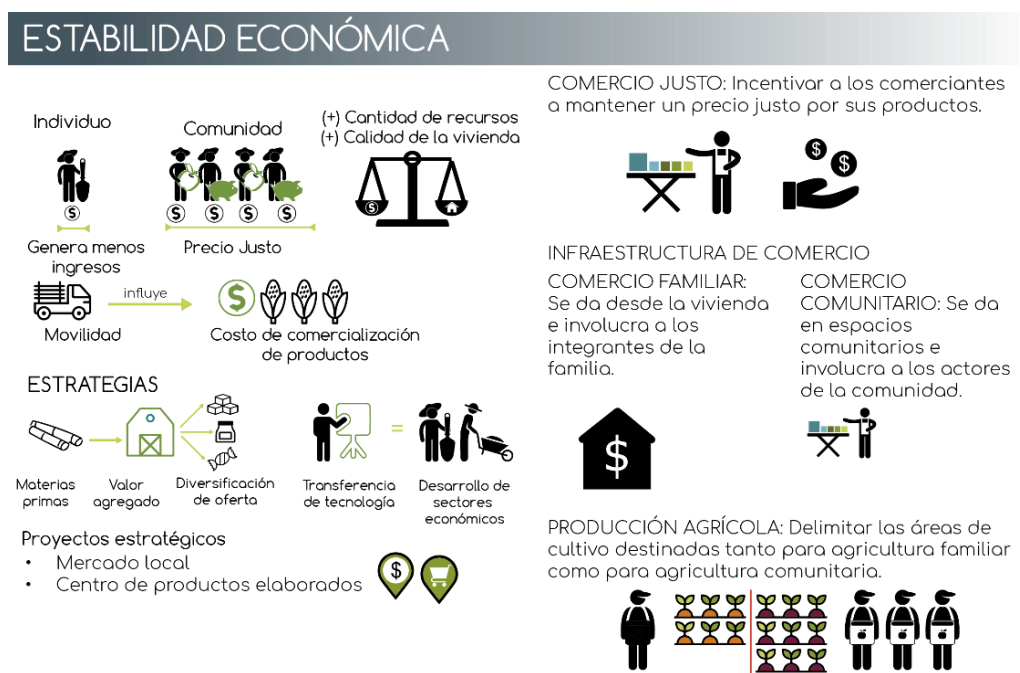 ESTABILIDAD ECONÓMICA
Individuo
Comunidad
(+) Cantidad de recursos
(+) Calidad de la vivienda
$
$
$
$
$
$
Genera menos
ingresos
Precio Justo
influye
$
Movilidad
Costo de comercialización
de productos
ESTRATEGIAS
Materias
primas
Valor
agregado
Diversificación
de oferta
Transferencia
de tecnología
=
Desarrollo de
sectores
económicos
Proyectos estratégicos
• Mercado local
• Centro de productos elaborados
$
COMERCIO JUSTO: Incentivar a los comerciantes
a mantener un precio justo por sus productos.
$
$
INFRAESTRUCTURA DE COMERCIO
COMERCIO FAMILIAR:
Se da desde la vivienda
e involucra a los
integrantes de la
familia.
$
COMERCIO
COMUNITARIO: Se da
en espacios
comunitarios e
involucra a los actores
de la comunidad.
PRODUCCIÓN AGRÍCOLA: Delimitar las áreas de
cultivo destinadas tanto para agricultura familiar
como para agricultura comunitaria.